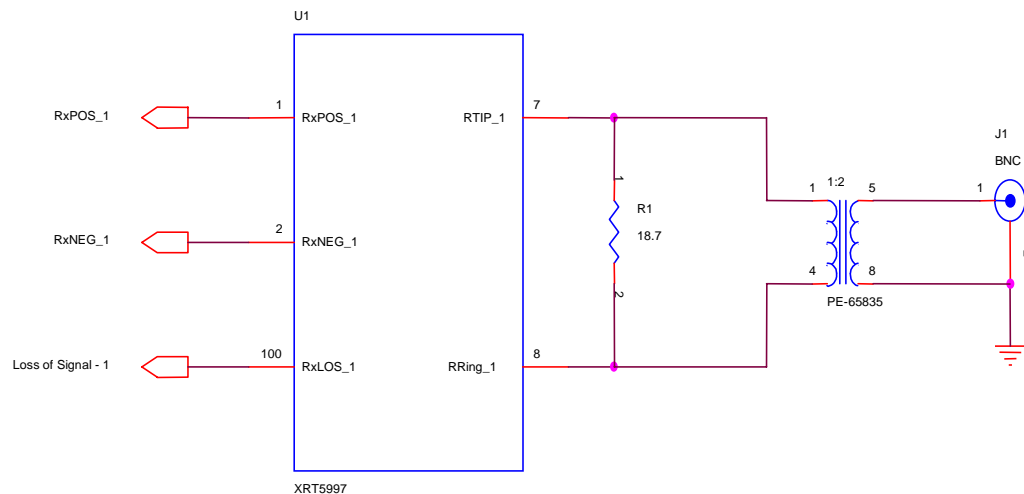 U1
RxPOS_1
1
RxPOS_1
RTIP_1
7
J1
BNC
1
R1
18.7
1
1:2
5
1
RxNEG_1
2
RxNEG_1
4
8
2
PE-65835
Loss of Signal - 1
100
RxLOS_1
RRing_1
8
XRT5997